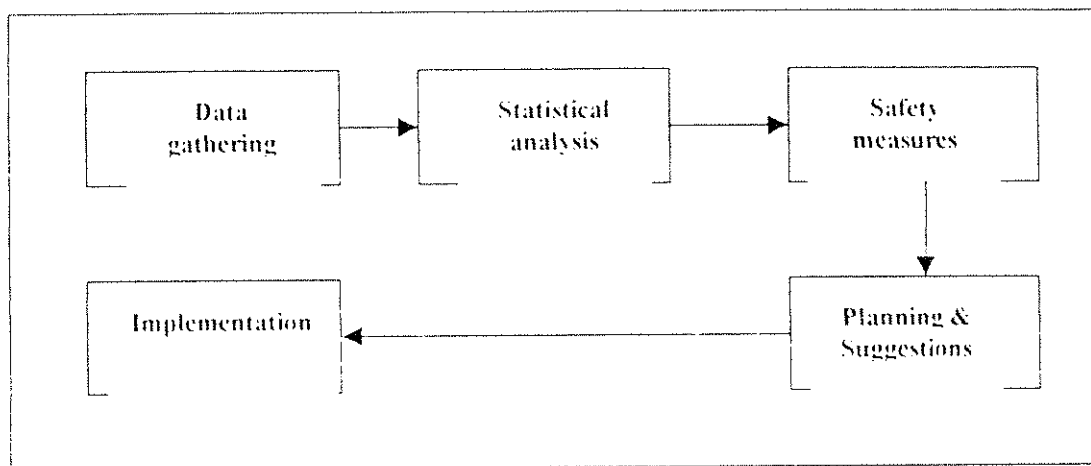 Data
gathering
Statistical
analysis
Safety
measures
Planning &
Suggestions
Implementation